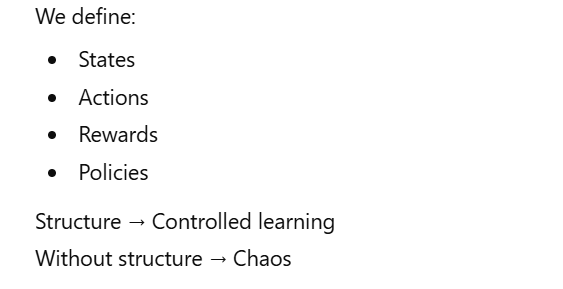 We define:
• States
• Actions
• Rewards
• Policies
Structure → Controlled learning
Without structure → Chaos